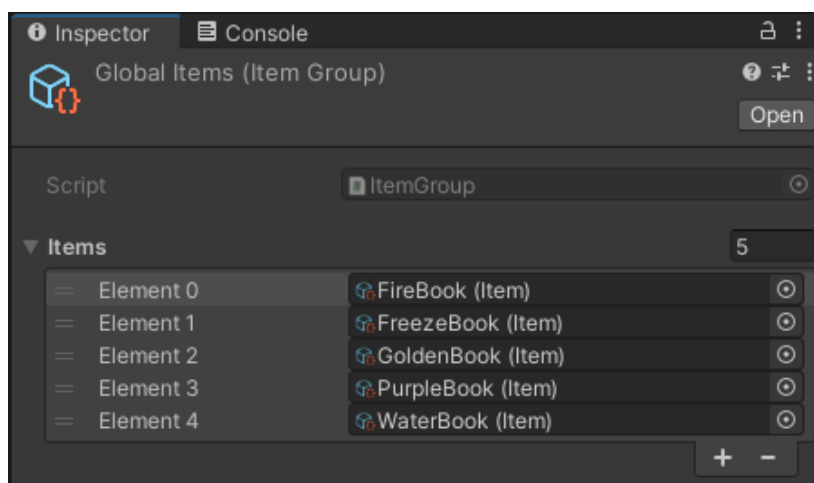 Inspector Console
Global Items (Item Group)
Open
Script ItemGroup
Items 5
Element 0 FireBook (Item)
Element 1 FreezeBook (Item)
Element 2 GoldenBook (Item)
Element 3 PurpleBook (Item)
Element 4 WaterBook (Item)